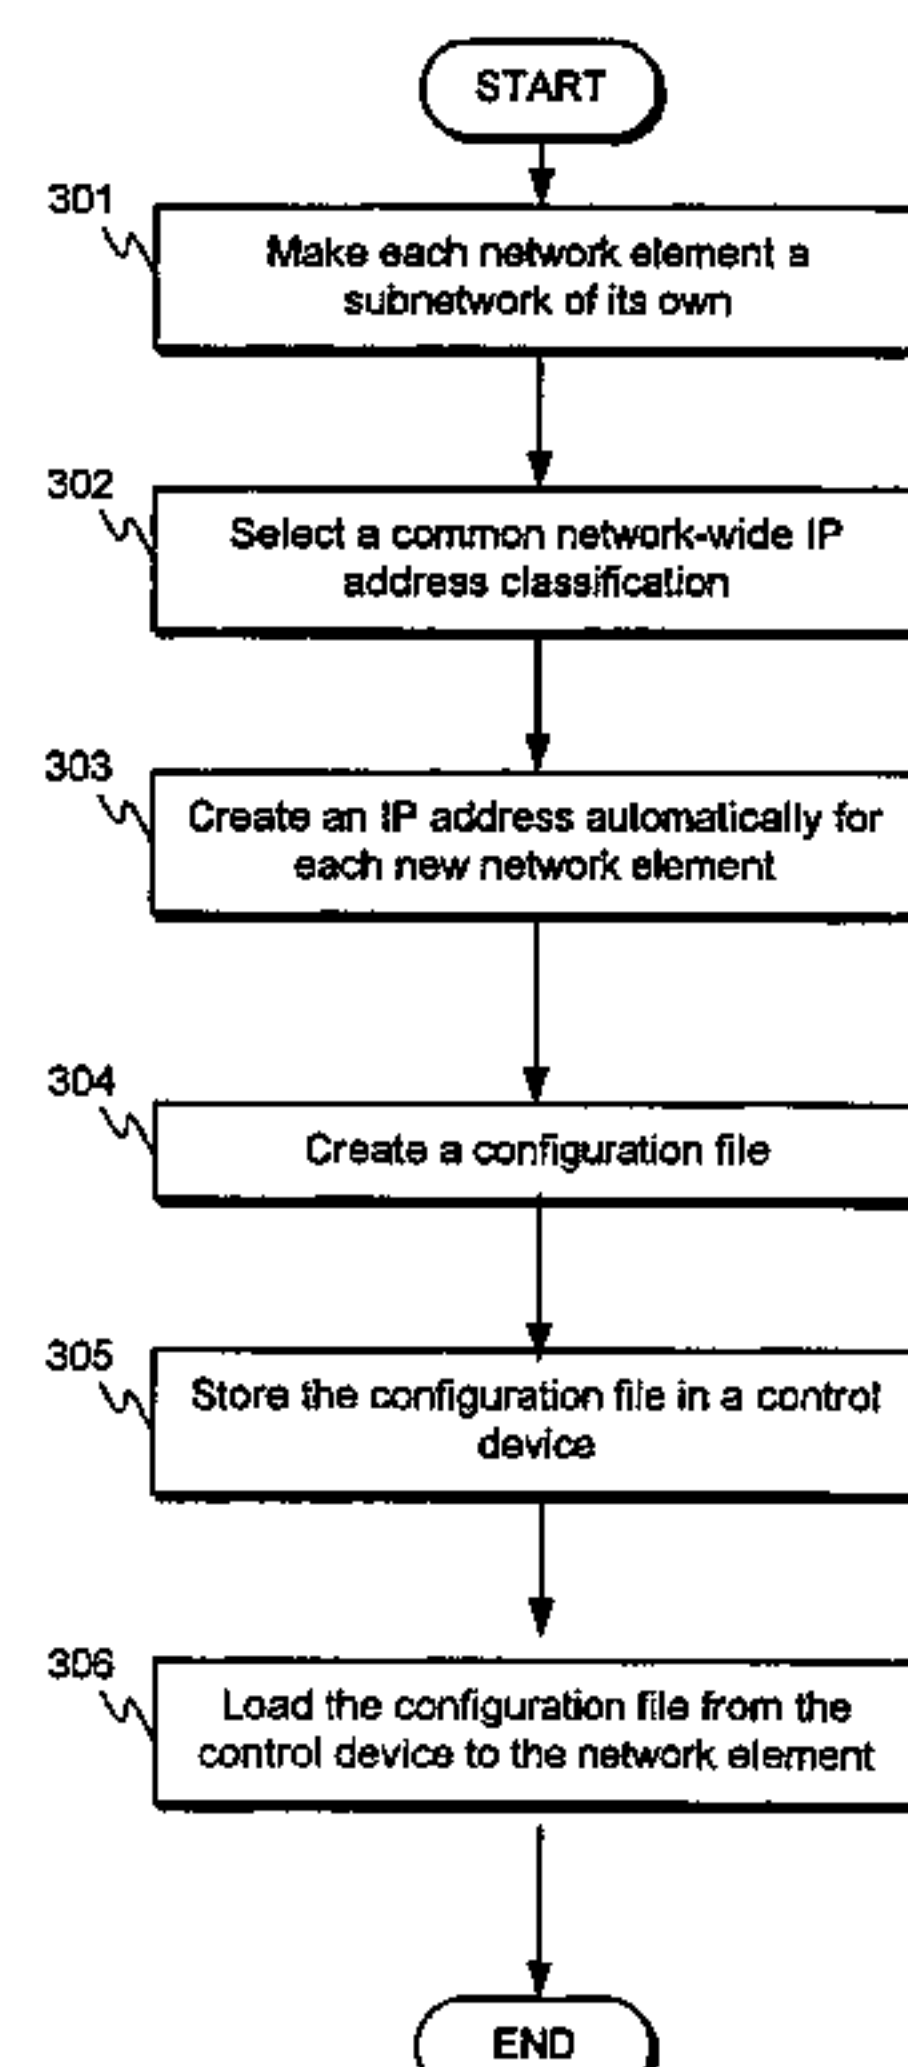 START
301
Make each network element a
subnetwork of its own
302
Select a common network-wide IP
address classification
303
Create an IP address automatically for
each new network element
304
Create a configuration file
305
Store the configuration file in a control
device
306
Load the configuration file from the
control device to the network element
END